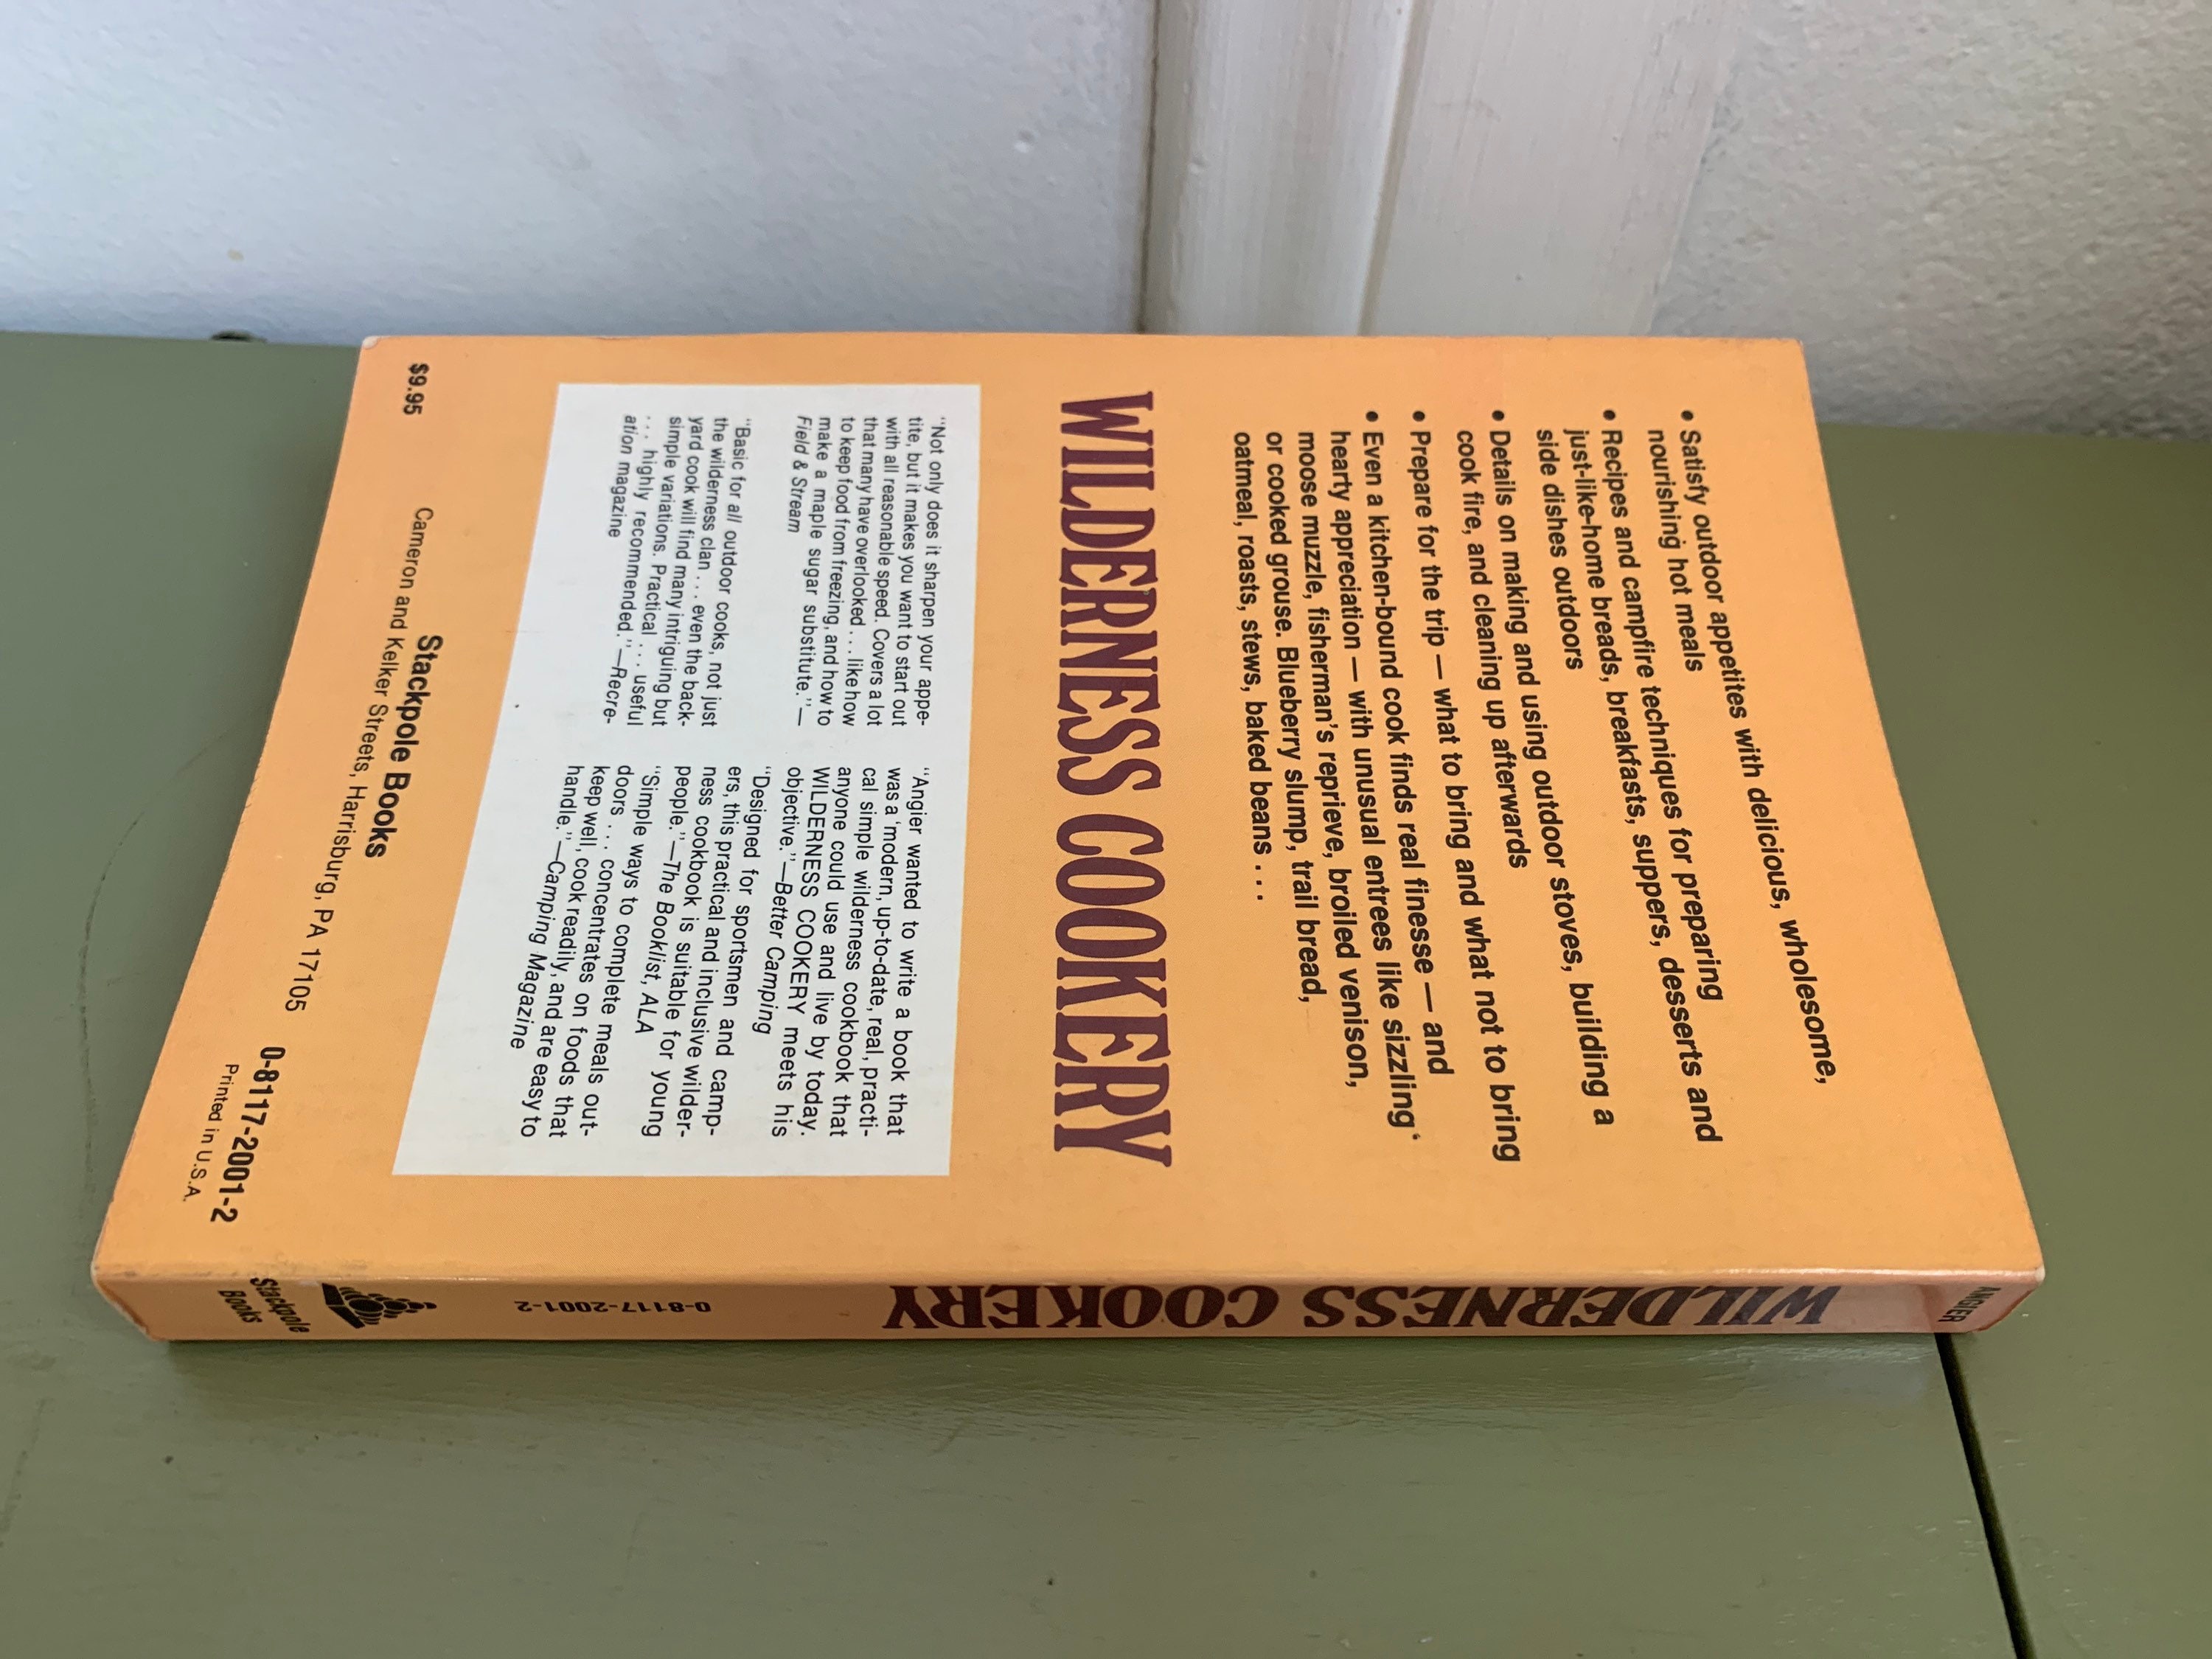 • Satisfy outdoor appetites with delicious, wholesome,
nourishing hot meals
• Recipes and campfire techniques for preparing
just-like-home breads, breakfasts, suppers, desserts and
side dishes outdoors
• Details on making and using outdoor stoves, building a
cook fire, and cleaning up afterwards
• Prepare for the trip — what to bring and what not to bring
• Even a kitchen-bound cook finds real finesse — and
hearty appreciation — with unusual entrees like sizzling
moose muzzle, fisherman's reprieve, broiled venison,
or cooked grouse. Blueberry slump, trail bread,
oatmeal, roasts, stews, baked beans . . .
WILDERNESS COOKERY
"Not only does it sharpen your appe-
tite, but it makes you want to start out
with all reasonable speed. Covers a lot
that many have overlooked . . . like how
to keep food from freezing, and how to
make a maple sugar substitute."—
Field & Stream
"Basic for all outdoor cooks, not just
the wilderness clan . . . even the back-
yard cook will find many intriguing but
simple variations. Practical . . . useful
. . . highly recommended."—Recre-
ation magazine
"Angier wanted to write a book that
was a 'modern, up-to-date, real, practi-
cal simple wilderness cookbook that
anyone could use and live by today.
WILDERNESS COOKERY meets his
objective."—Better Camping
"Designed for sportsmen and camp-
ers, this practical and inclusive wilder-
ness cookbook is suitable for young
people."—The Booklist, ALA
"Simple ways to complete meals out-
doors . . . concentrates on foods that
keep well, cook readily, and are easy to
handle."—Camping Magazine
$9.95
Stackpole Books
Cameron and Kelker Streets, Harrisburg, PA 17105
0-8117-2001-2
Printed in U.S.A.
ANGIER
WILDERNESS COOKERY
0-8117-2001-2
Stackpole
Books